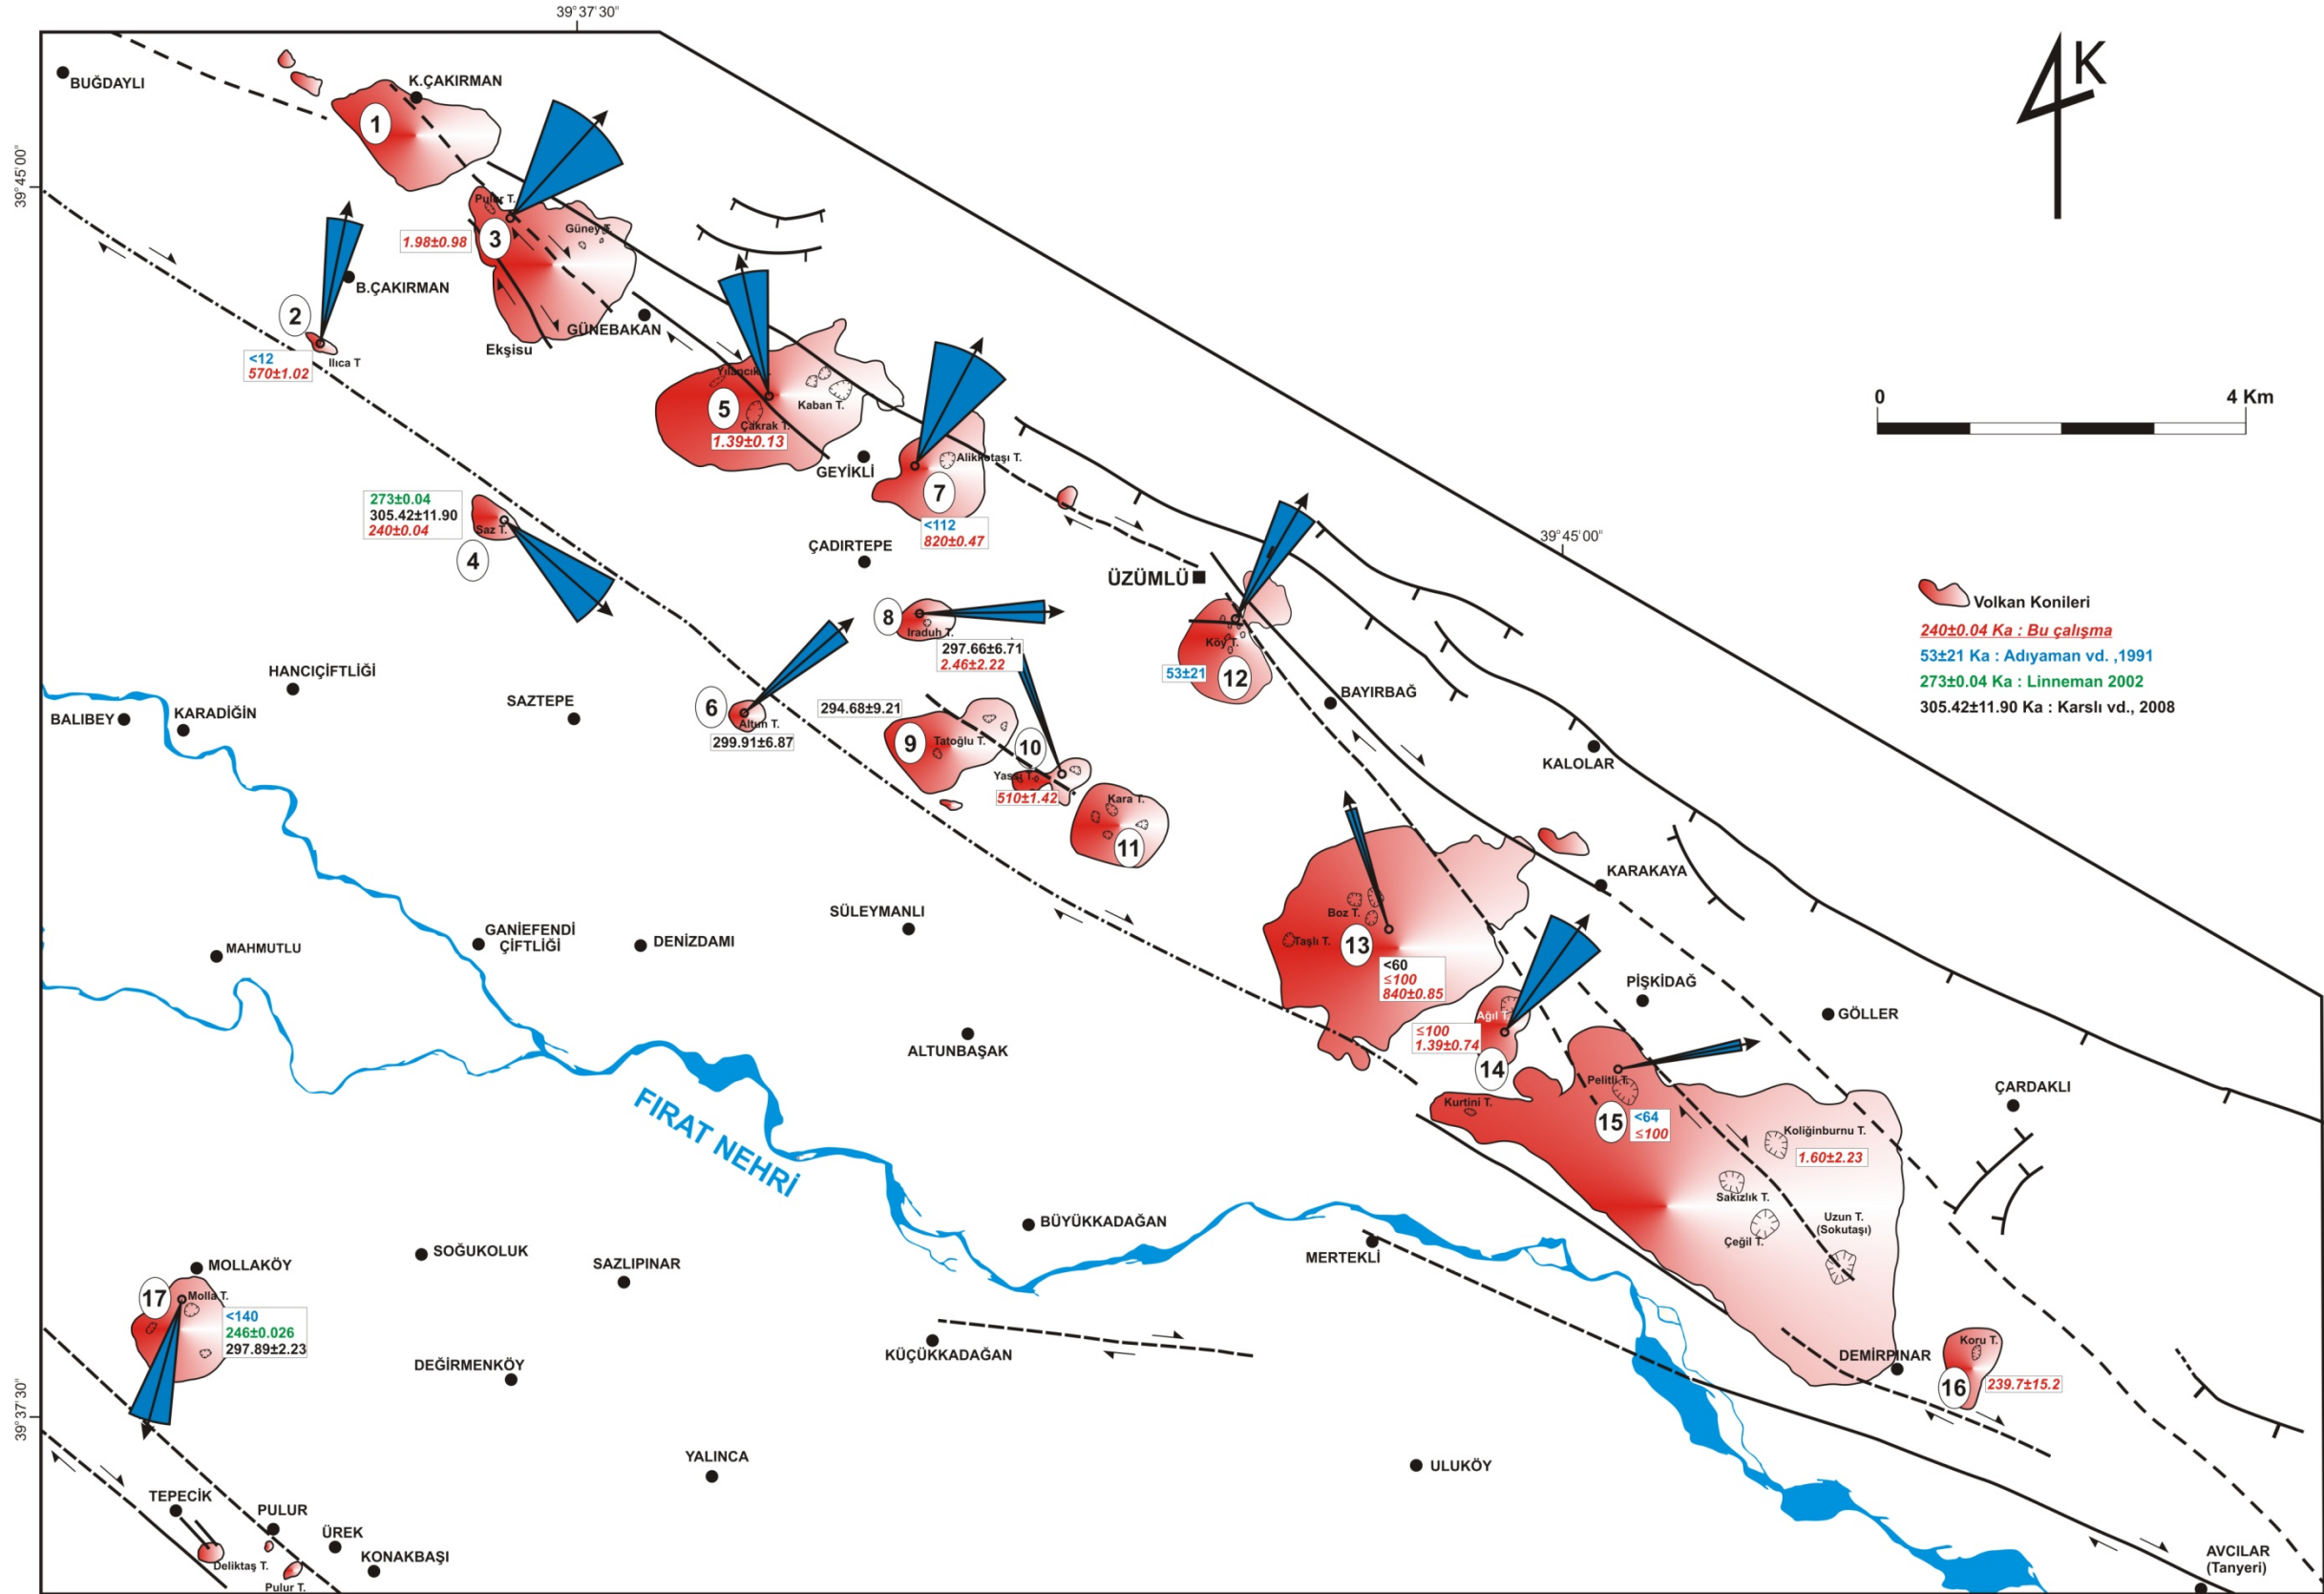 39°37'30"
K
BUĞDAYLI
K.ÇAKIRMAN
1
39°45'00"
Pulur T.
Güney T.
3
1.98±0.98
B.ÇAKIRMAN
2
GÜNEBAKAN
Ekşisu
Ilıca T
<12
570±1.02
0
4 Km
Yılancık T.
5
Kaban T.
Çakrak T.
1.39±0.13
GEYİKLİ
Alikkotaşı T.
7
<112
820±0.47
273±0.04
305.42±11.90
240±0.04
Saz T.
4
ÇADIRTEPE
39°45'00"
ÜZÜMLÜ
Volkan Konileri
240±0.04 Ka : Bu çalışma
53±21 Ka : Adıyaman vd. ,1991
273±0.04 Ka : Linneman 2002
305.42±11.90 Ka : Karslı vd., 2008
8
Iraduh T.
297.66±6.71
2.46±2.22
Köy T.
53±21
12
HANCIÇİFTLİĞİ
BALIBEY
KARADİĞİN
SAZTEPE
6
Altun T.
299.91±6.87
294.68±9.21
9
Tatoğlu T.
10
Yassı T.
510±1.42
Kara T.
11
BAYIRBAĞ
KALOLAR
KARAKAYA
SÜLEYMANLI
Boz T.
Taşlı T.
13
<60
≤100
840±0.85
GANİEFENDİ
ÇİFTLİĞİ
DENİZDAMI
MAHMUTLU
PİŞKİDAĞ
GÖLLER
Ağıl T.
≤100
1.39±0.74
14
ALTUNBAŞAK
FIRAT NEHRİ
Kurtini T.
Pelitli T.
15
<64
≤100
ÇARDAKLI
Koliğinburnu T.
1.60±2.23
Sakızlık T.
Uzun T.
(Sokutaşı)
Çeğil T.
BÜYÜKKADAĞAN
MERTEKLİ
MOLLAKÖY
SOĞUKOLUK
SAZLIPINAR
17
Molla T.
<140
246±0.026
297.89±2.23
KÜÇÜKKADAĞAN
DEĞİRMENKÖY
DEMİRPINAR
Koru T.
16
239.7±15.2
39°37'30"
YALINCA
ULUKÖY
TEPECİK
PULUR
ÜREK
KONAKBAŞI
Deliktaş T.
Pulur T.
AVCILAR
(Tanyeri)